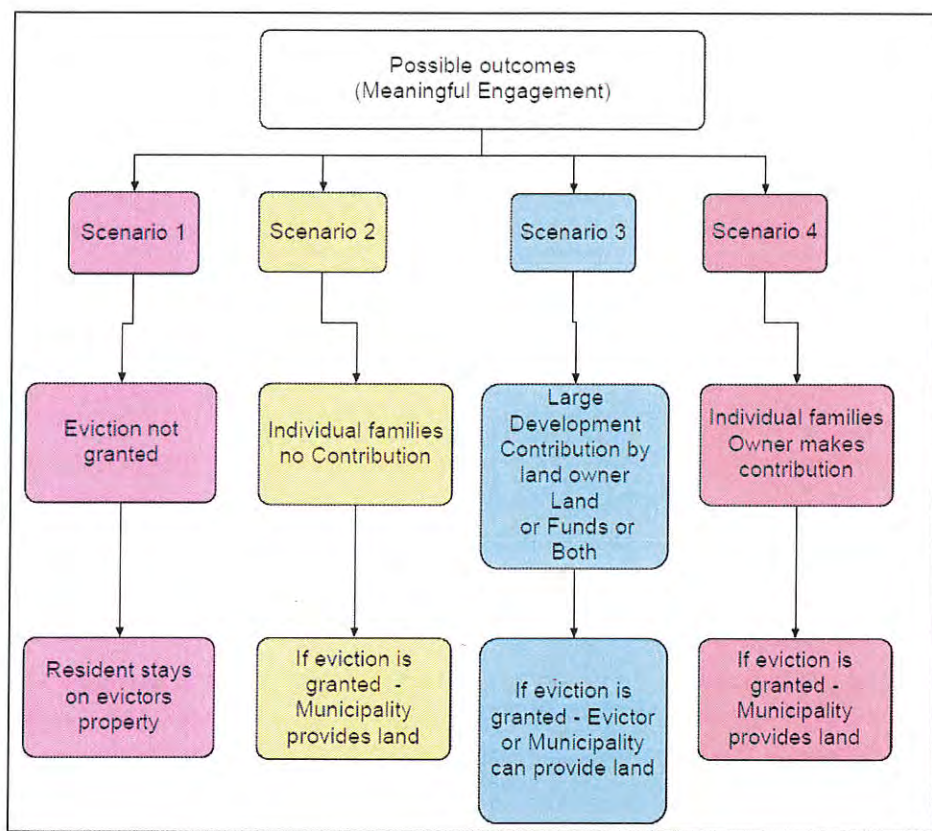 Possible outcomes
(Meaningful Engagement)
Scenario 1
Scenario 2
Scenario 3
Scenario 4
Eviction not
granted
Individual families
no Contribution
Large
Development
Contribution by
land owner
Land
or Funds or
Both
Individual families
Owner makes
contribution
Resident stays
on evictors
property
If eviction is
granted -
Municipality
provides land
If eviction is
granted - Evictor
or Municipality
can provide land
If eviction is
granted -
Municipality
provides land